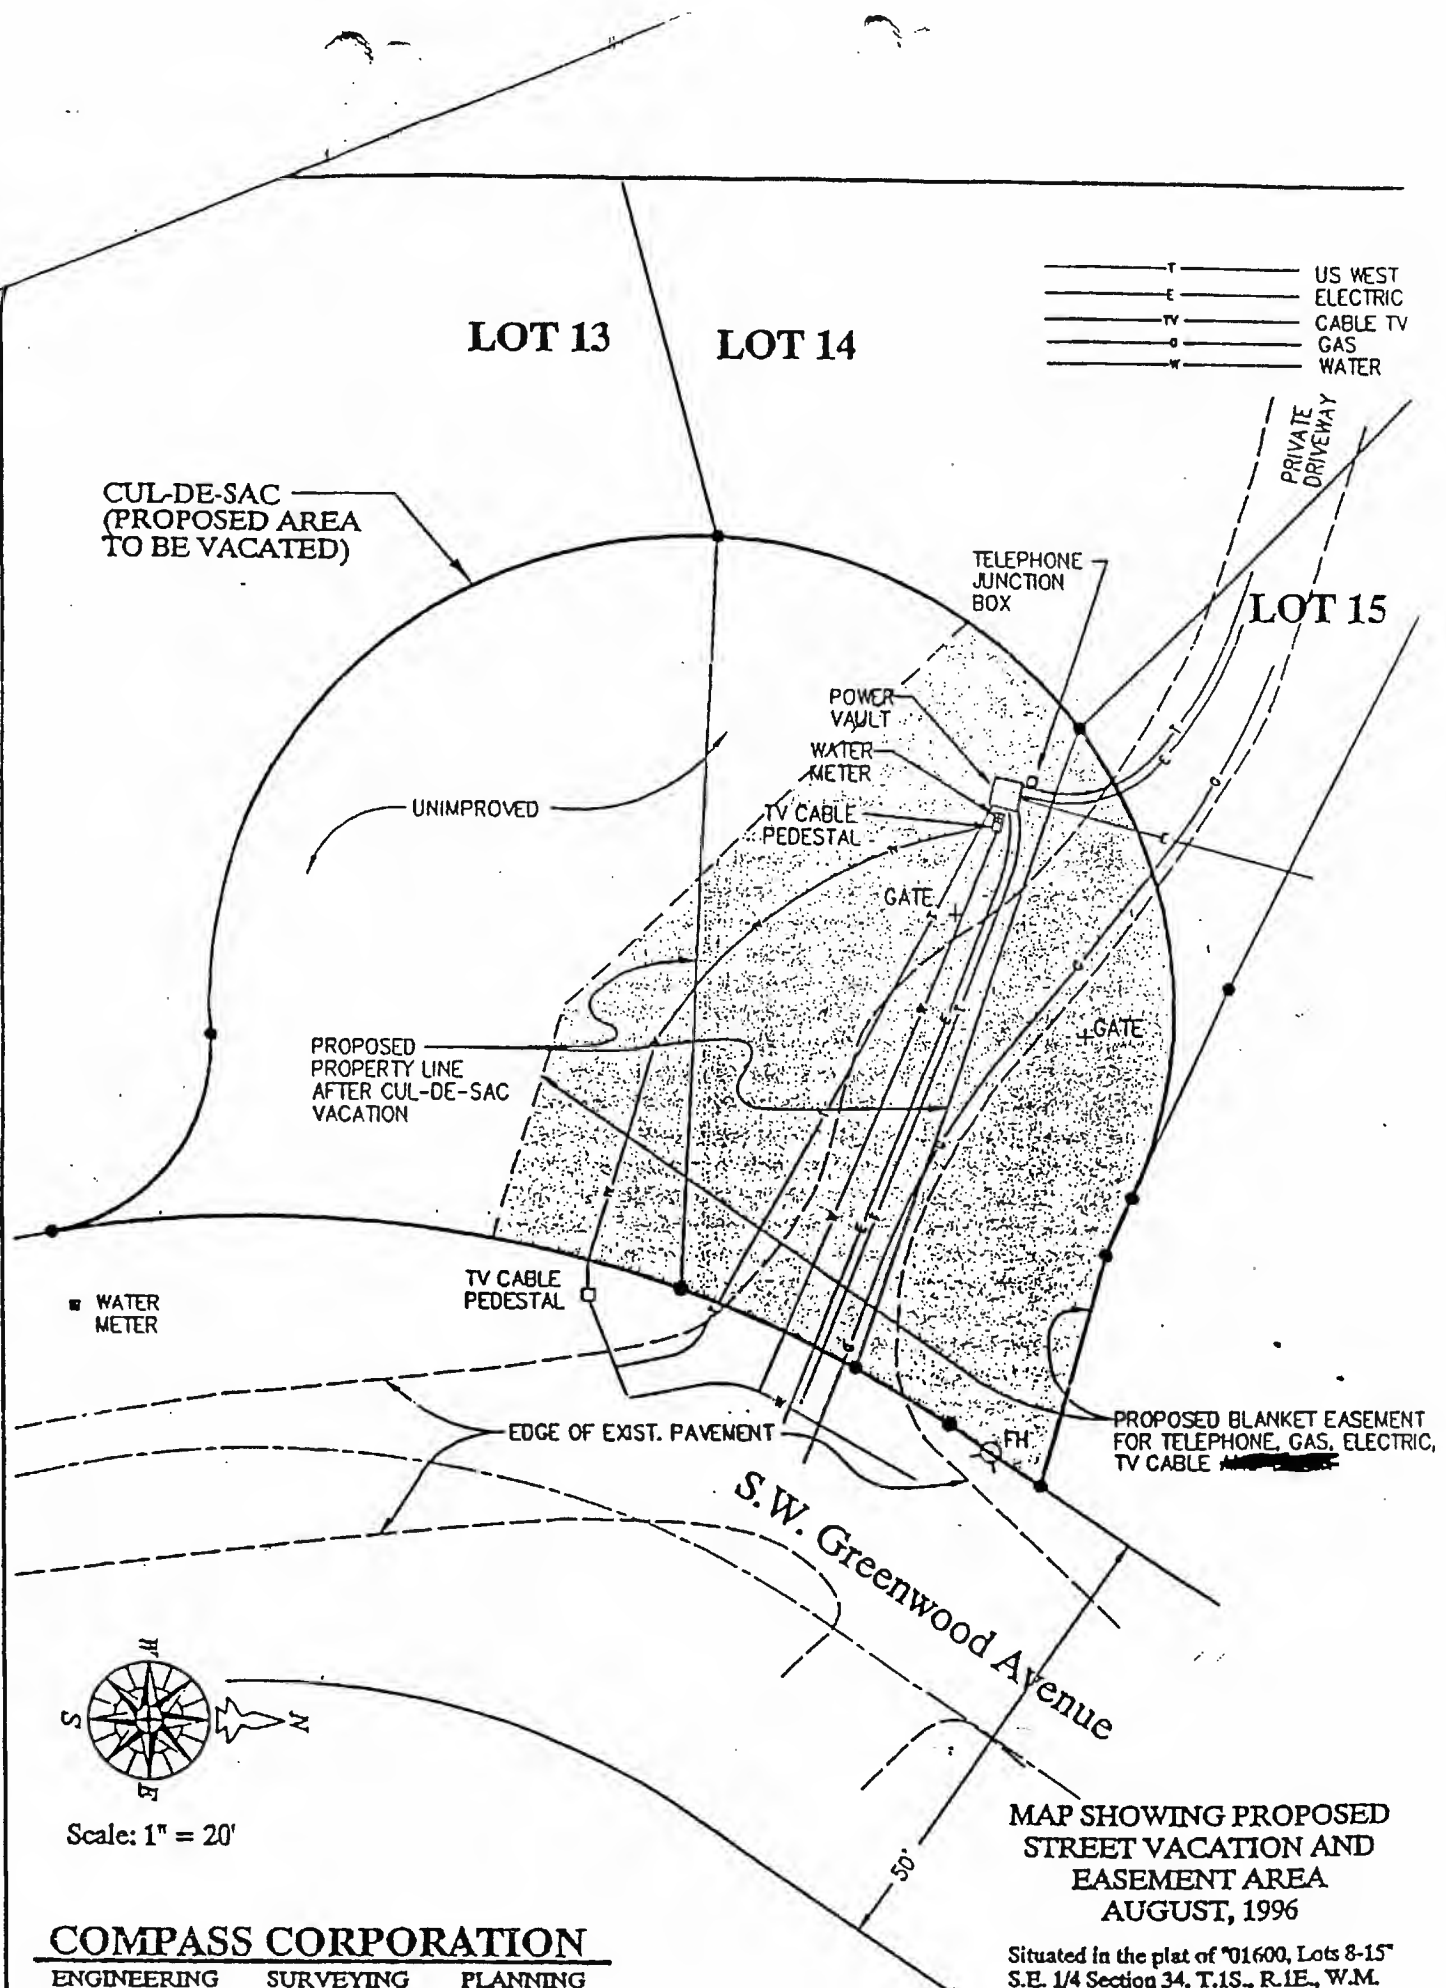 LOT 13
LOT 14
T
US WEST
E
ELECTRIC
TV
CABLE TV
G
GAS
W
WATER
PRIVATE
DRIVEWAY
CUL-DE-SAC
(PROPOSED AREA
TO BE VACATED)
TELEPHONE
JUNCTION
BOX
LOT 15
POWER
VAULT
WATER
METER
UNIMPROVED
TV CABLE
PEDESTAL
GATE
GATE
PROPOSED
PROPERTY LINE
AFTER CUL-DE-SAC
VACATION
TV CABLE
PEDESTAL
WATER
METER
EDGE OF EXIST. PAVEMENT
FH
PROPOSED BLANKET EASEMENT
FOR TELEPHONE, GAS, ELECTRIC,
TV CABLE
S.W. Greenwood Avenue
W
S
N
E
Scale: 1" = 20'
50'
MAP SHOWING PROPOSED
STREET VACATION AND
EASEMENT AREA
AUGUST, 1996
COMPASS CORPORATION
ENGINEERING SURVEYING PLANNING
Situated in the plat of "01600, Lots 8-15"
S.E. 1/4 Section 34, T.1S., R.1E., W.M.